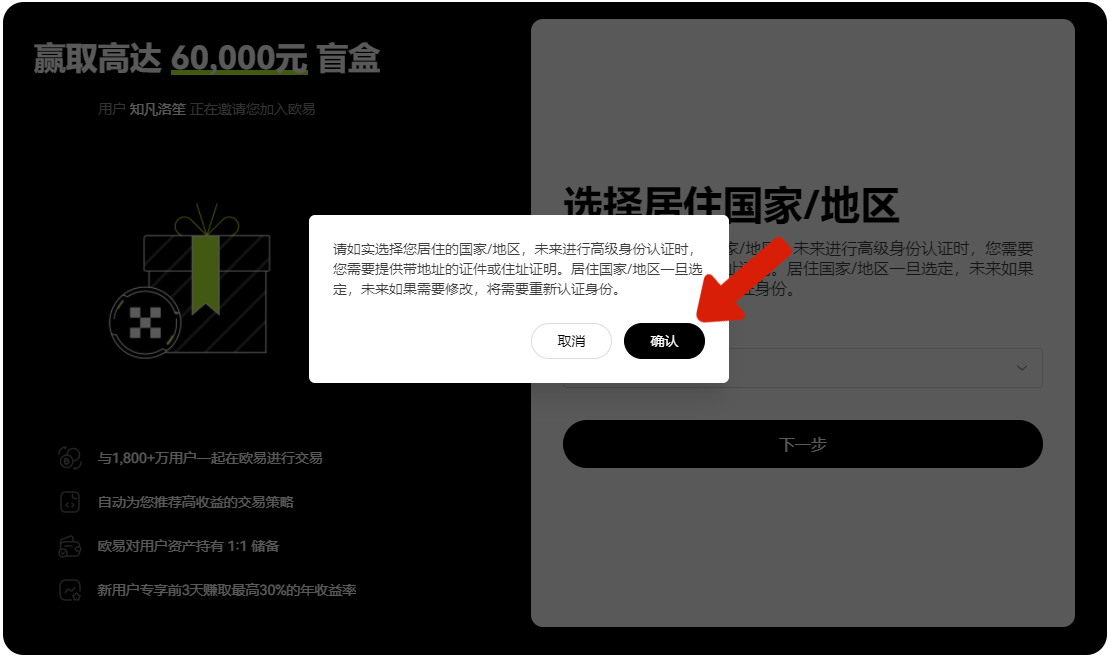 赢取高达 60,000元 盲盒
用户 知凡洛笙 正在邀请您加入欧易
与1,800+万用户一起在欧易进行交易
自动为您推荐高收益的交易策略
欧易对用户资产持有 1:1 储备
新用户专享前3天赚取最高30%的年收益率
选择居住国家/地区
家/地区，未来进行高级身份认证时，您需要
址证明。居住国家/地区一旦选定，未来如果
证身份。
下一步
请如实选择您居住的国家/地区，未来进行高级身份认证时，
您需要提供带地址的证件或住址证明。居住国家/地区一旦选
定，未来如果需要修改，将需要重新认证身份。
取消
确认